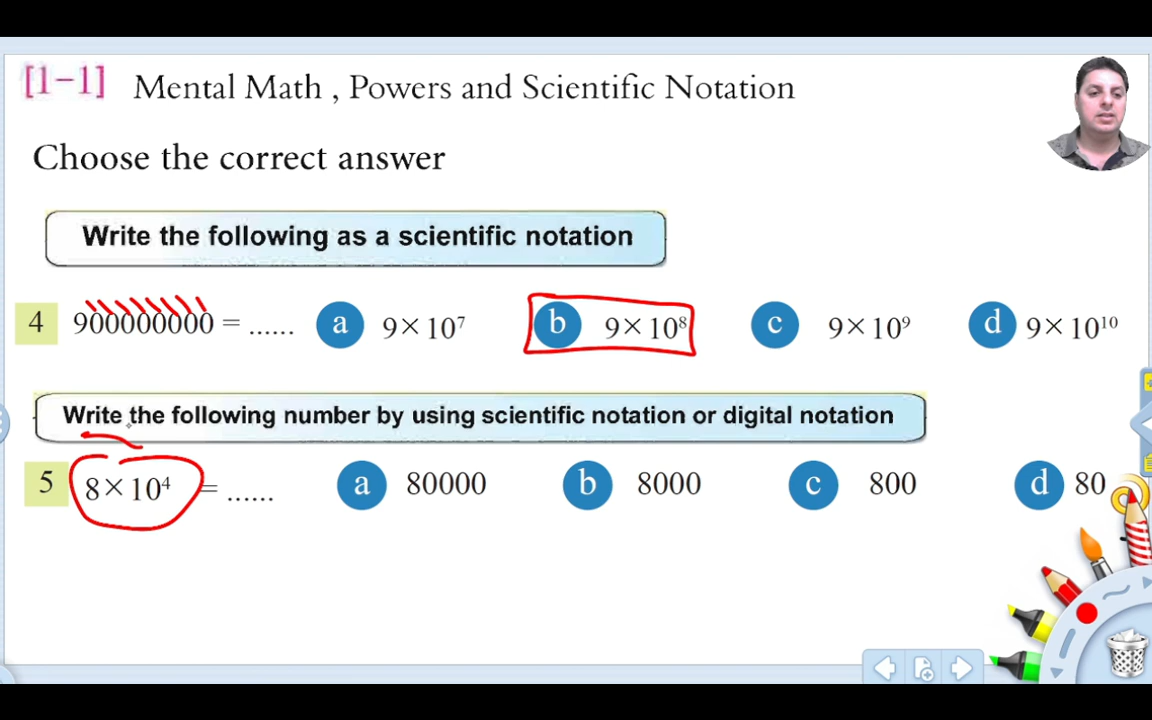 [1-1] Mental Math , Powers and Scientific Notation
Choose the correct answer
Write the following as a scientific notation
4 900000000 = ...... a 9 × 10⁷ b 9 × 10⁸ c 9 × 10⁹ d 9 × 10¹⁰
Write the following number by using scientific notation or digital notation
5 8 × 10⁴ = ...... a 80000 b 8000 c 800 d 80